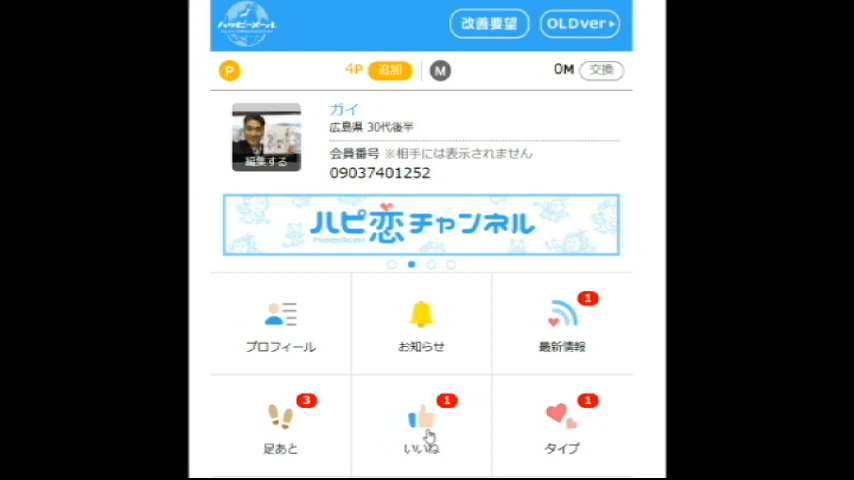 ハッピーメール
改善要望
OLDver▸
P
4P
追加
M
0M
交換
ガイ
広島県 30代後半
編集する
会員番号 ※相手には表示されません
09037401252
ハピ恋チャンネル
プロフィール
お知らせ
1
最新情報
3
足あと
1
いいね
1
タイプ